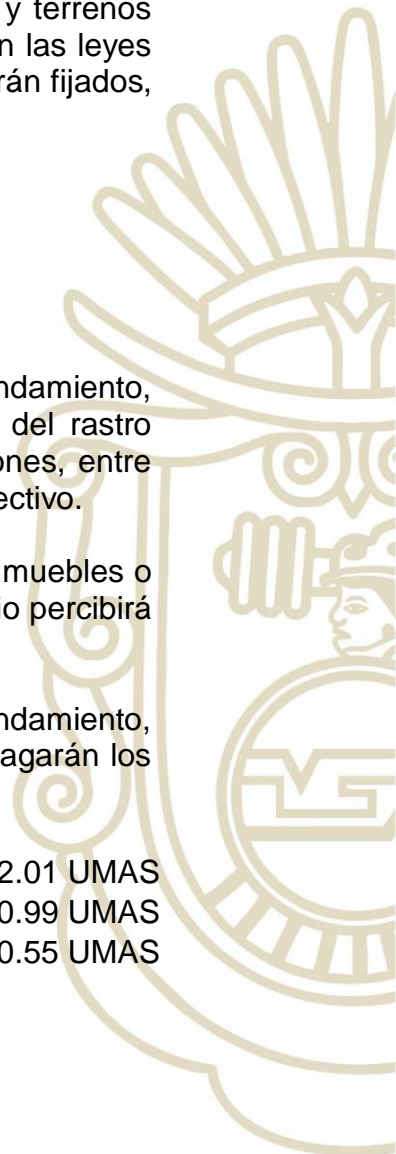 y terrenos
n las leyes
rán fijados,
ndamiento,
del rastro
ones, entre
ectivo.
muebles o
io percibirá
ndamiento,
agarán los
2.01 UMAS
0.99 UMAS
0.55 UMAS